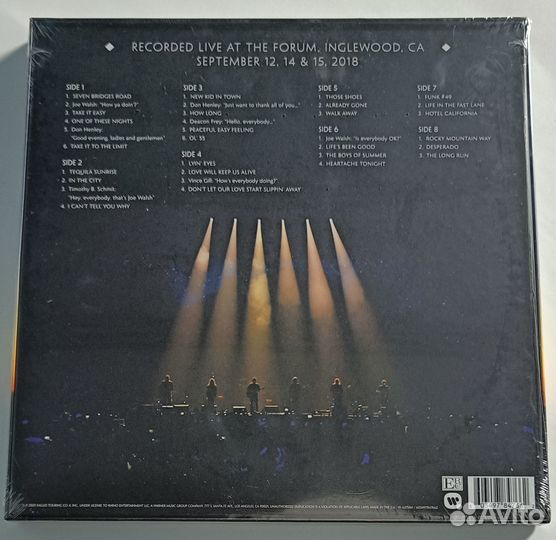 RECORDED LIVE AT THE FORUM, INGLEWOOD, CA
SEPTEMBER 12, 14 & 15, 2018
SIDE 1
1. SEVEN BRIDGES ROAD
2. Joe Walsh: "How ya doin?"
3. TAKE IT EASY
4. ONE OF THESE NIGHTS
5. Don Henley:
"Good evening, ladies and gentlemen"
6. TAKE IT TO THE LIMIT
SIDE 2
1. TEQUILA SUNRISE
2. IN THE CITY
3. Timothy B. Schmit:
"Hey, everybody, that's Joe Walsh"
4. I CAN'T TELL YOU WHY
SIDE 3
1. NEW KID IN TOWN
2. Don Henley: "Just want to thank all of you..."
3. HOW LONG
4. Deacon Frey: "Hello, everybody..."
5. PEACEFUL EASY FEELING
6. OL' 55
SIDE 4
1. LYIN' EYES
2. LOVE WILL KEEP US ALIVE
3. Vince Gill: "How's everybody doing?"
4. DON'T LET OUR LOVE START SLIPPIN' AWAY
SIDE 5
1. THOSE SHOES
2. ALREADY GONE
3. WALK AWAY
SIDE 6
1. Joe Walsh: "Is everybody OK?"
2. LIFE'S BEEN GOOD
3. THE BOYS OF SUMMER
4. HEARTACHE TONIGHT
SIDE 7
1. FUNK #49
2. LIFE IN THE FAST LANE
3. HOTEL CALIFORNIA
SIDE 8
1. ROCKY MOUNTAIN WAY
2. DESPERADO
3. THE LONG RUN
Avito